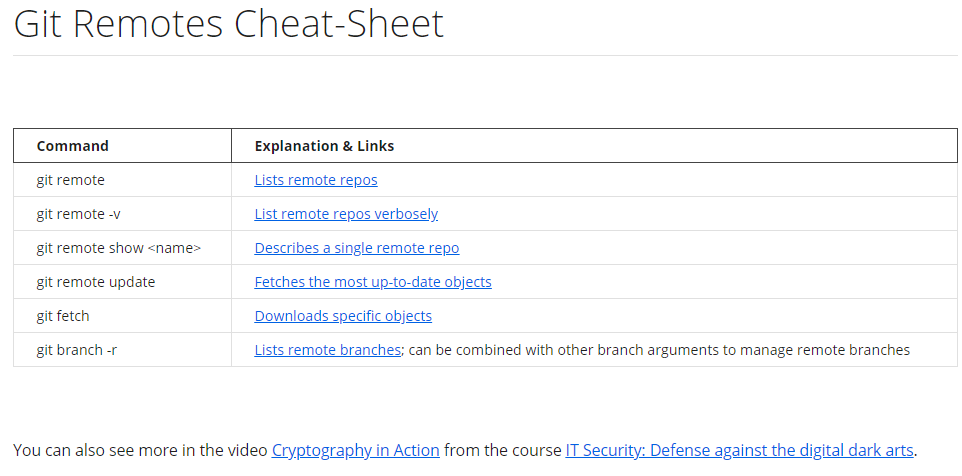 Git Remotes Cheat-Sheet
Command Explanation & Links
git remote Lists remote repos
git remote -v List remote repos verbosely
git remote show <name> Describes a single remote repo
git remote update Fetches the most up-to-date objects
git fetch Downloads specific objects
git branch -r Lists remote branches; can be combined with other branch arguments to manage remote branches
You can also see more in the video Cryptography in Action from the course IT Security: Defense against the digital dark arts.